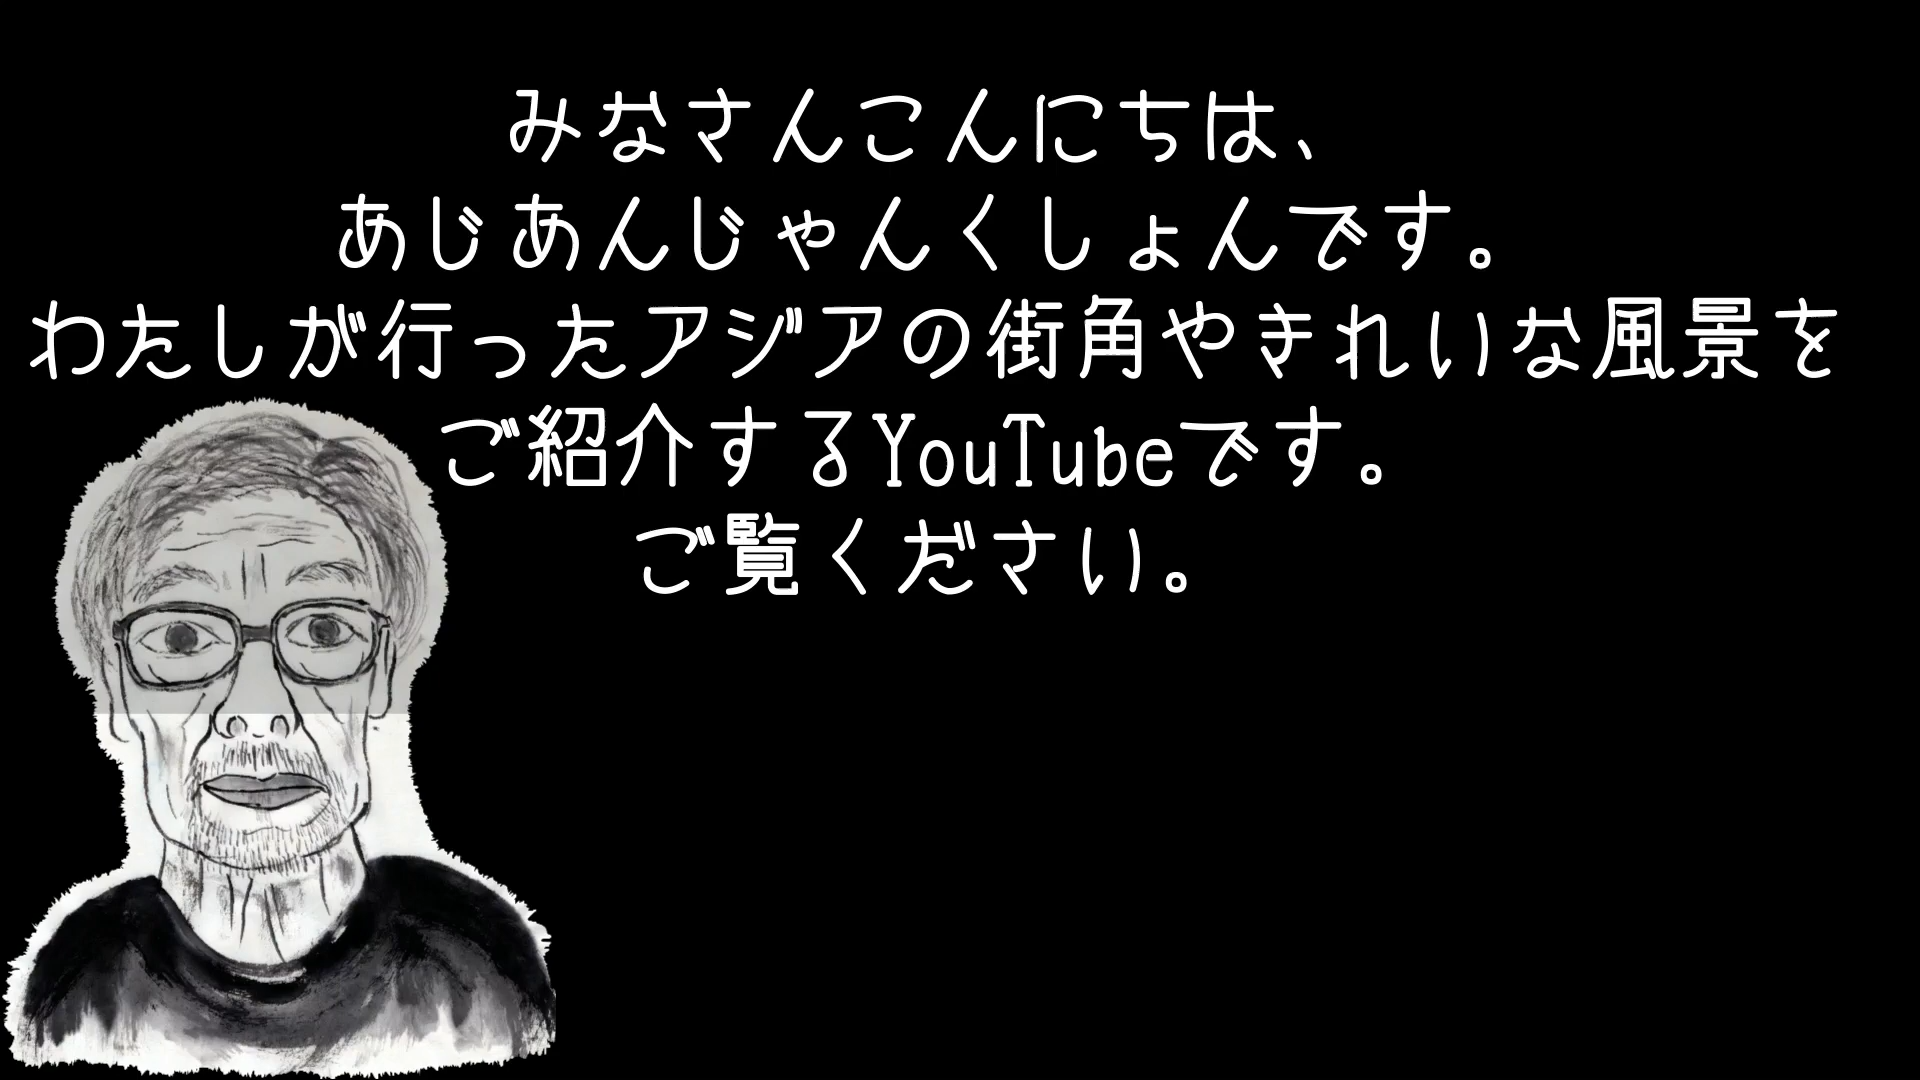 みなさんこんにちは、
あじあんじゃんくしょんです。
わたしが行ったアジアの街角やきれいな風景を
ご紹介するYouTubeです。
ご覧ください。